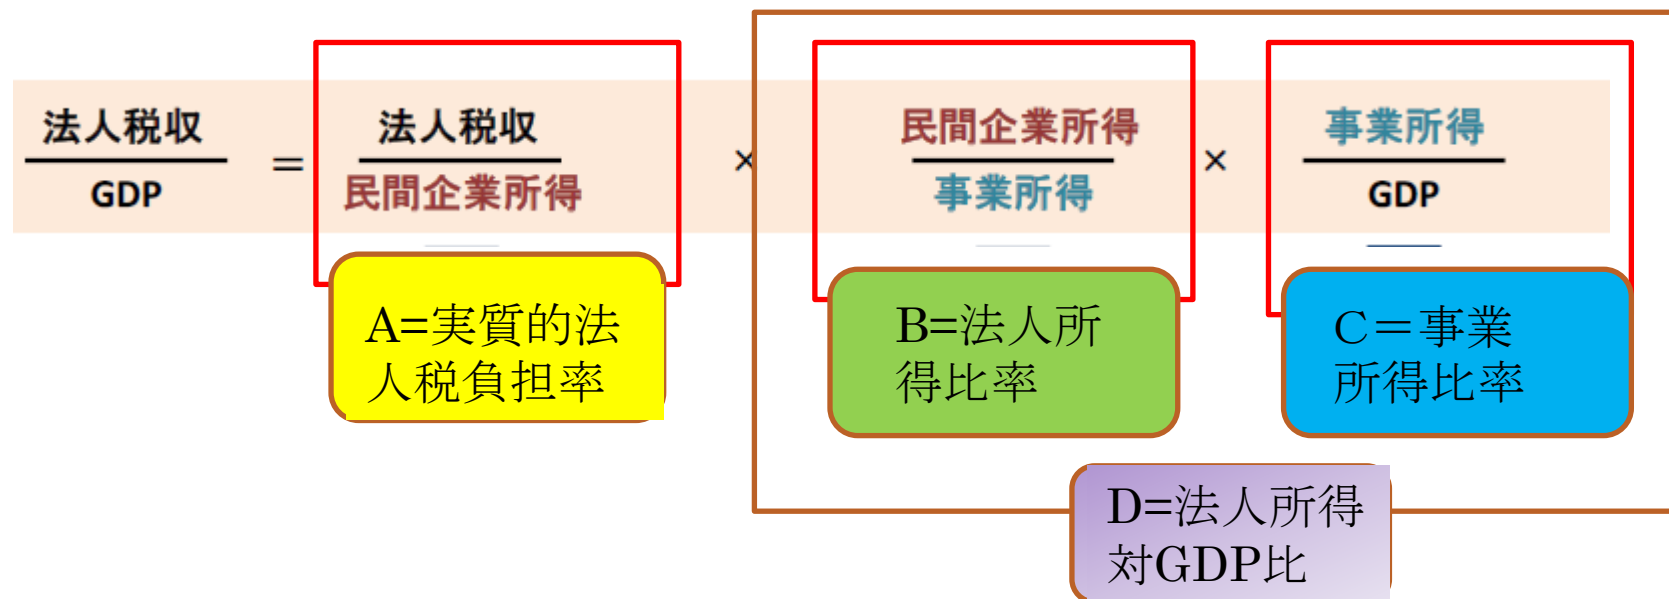 法人税収
GDP
=
法人税収
民間企業所得
×
民間企業所得
事業所得
×
事業所得
GDP
A=実質的法
人税負担率
B=法人所
得比率
C＝事業
所得比率
D=法人所得
対GDP比